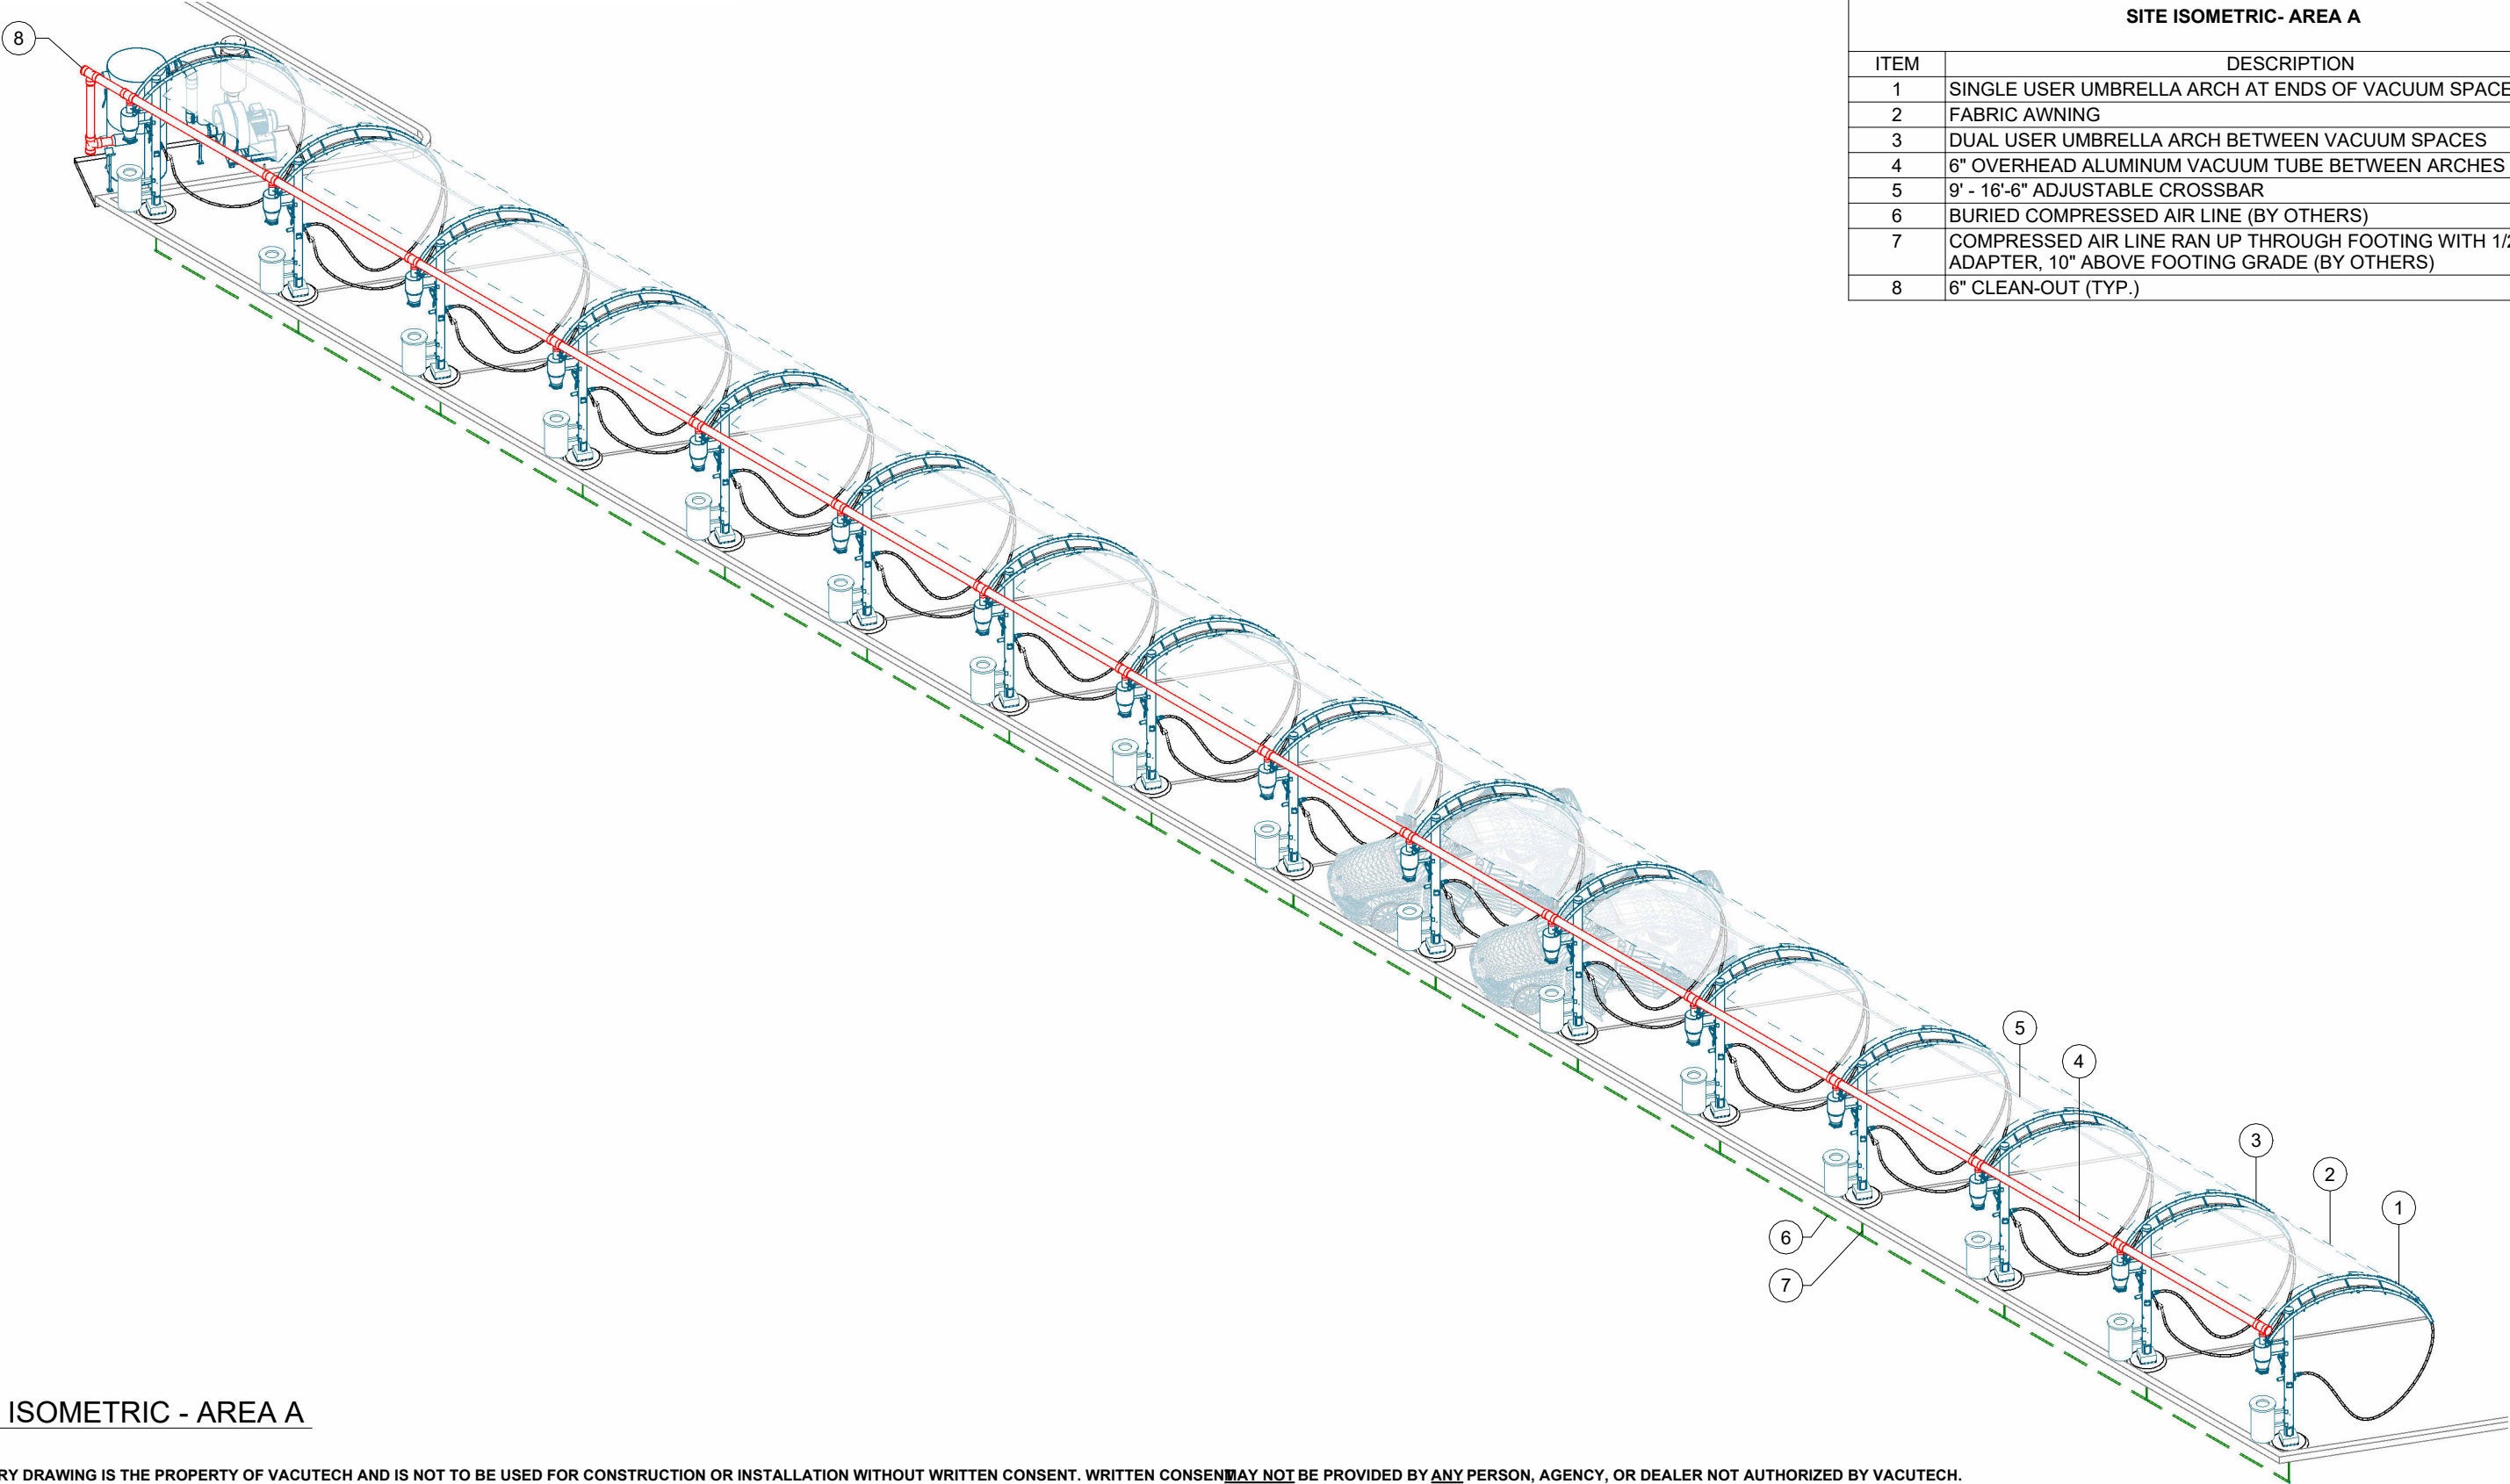 8
SITE ISOMETRIC- AREA A
ITEM DESCRIPTION
1 SINGLE USER UMBRELLA ARCH AT ENDS OF VACUUM SPACE
2 FABRIC AWNING
3 DUAL USER UMBRELLA ARCH BETWEEN VACUUM SPACES
4 6" OVERHEAD ALUMINUM VACUUM TUBE BETWEEN ARCHES
5 9' - 16'-6" ADJUSTABLE CROSSBAR
6 BURIED COMPRESSED AIR LINE (BY OTHERS)
7 COMPRESSED AIR LINE RAN UP THROUGH FOOTING WITH
ADAPTER, 10" ABOVE FOOTING GRADE (BY OTHERS)
8 6" CLEAN-OUT (TYP.)
5
4
3
2
1
6
7
ISOMETRIC - AREA A
RY DRAWING IS THE PROPERTY OF VACUTECH AND IS NOT TO BE USED FOR CONSTRUCTION OR INSTALLATION WITHOUT WRITTEN CONSENT. WRITTEN CONSENT MAY NOT BE PROVIDED BY ANY PERSON, AGENCY, OR DEALER NOT AUTHORIZED BY VACUTECH.